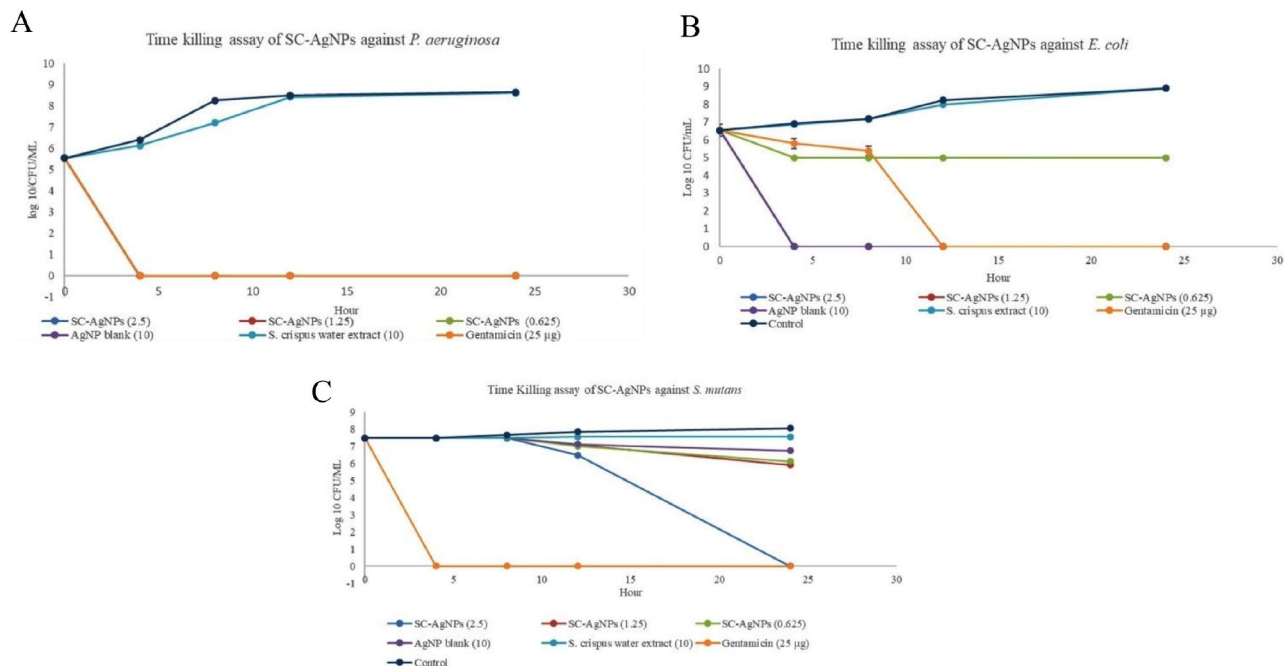 A
Time killing assay of SC-AgNPs against P. aeruginosa
log 10/CFU/ML
10
9
8
7
6
5
4
3
2
1
0
-1
0 5 10 15 20 25 30
Hour
SC-AgNPs (2.5) SC-AgNPs (1.25) SC-AgNPs (0.625)
AgNP blank (10) S. crispus water extract (10) Gentamicin (25 µg)
B
Time killing assay of SC-AgNPs against E. coli
Log 10 CFU/mL
10
9
8
7
6
5
4
3
2
1
0
0 5 10 15 20 25 30
Hour
SC-AgNPs (2.5) SC-AgNPs (1.25) SC-AgNPs (0.625)
AgNP blank (10) S. crispus extract (10) Gentamicin (25 µg)
Control
C
Time Killing assay of SC-AgNPs against S. mutans
Log 10 CFU/ML
9
8
7
6
5
4
3
2
1
0
-1
0 5 10 15 20 25 30
Hour
SC-AgNPs (2.5) SC-AgNPs (1.25) SC-AgNPs (0.625)
AgNP blank (10) S. crispus water extract (10) Gentamicin (25 µg)
Control